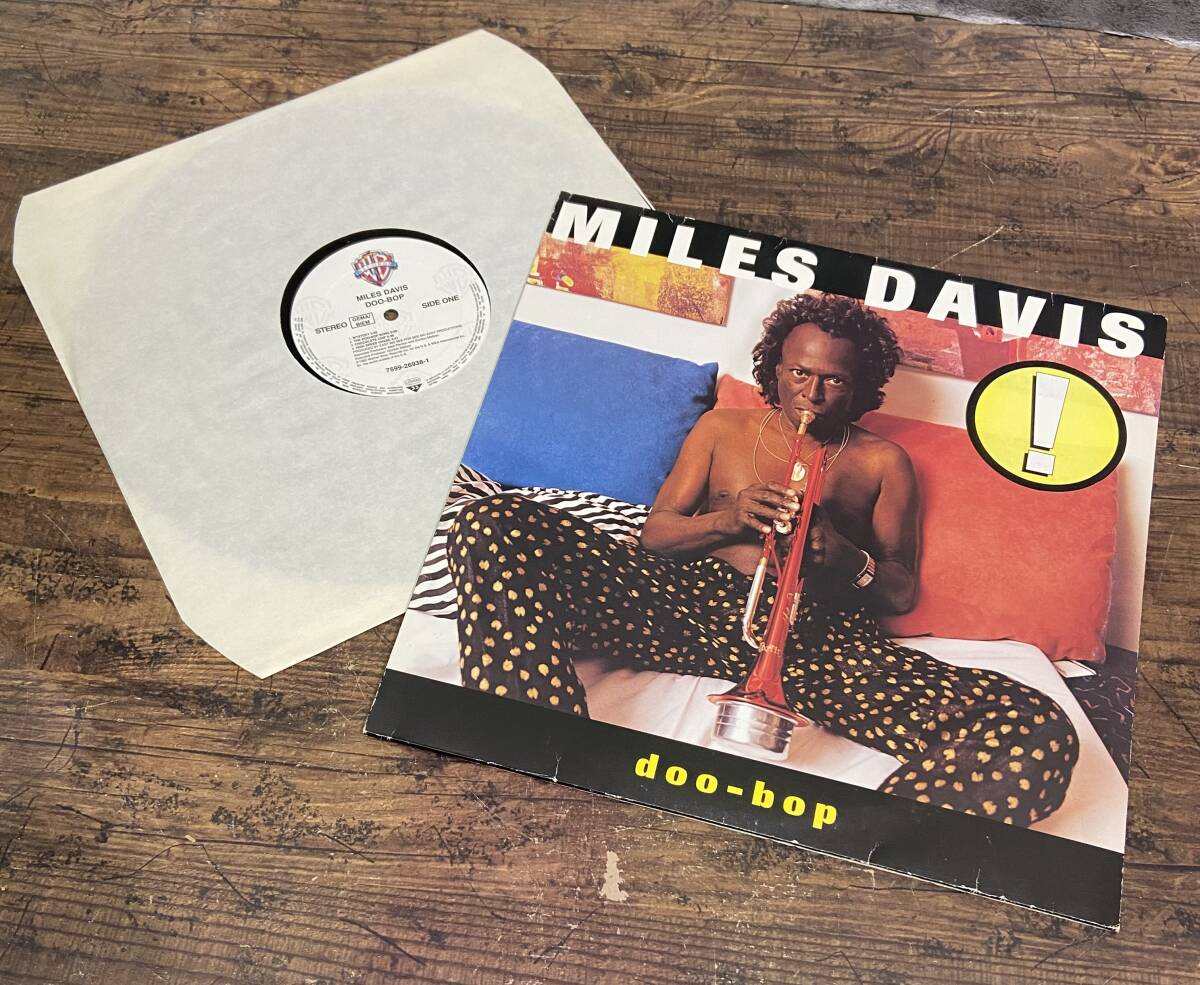 MILES DAVIS
!
doo-bop
WB
MILES DAVIS
DOO-BOP
STEREO
GEMA/
BIEM
SIDE ONE
7599-26938-1